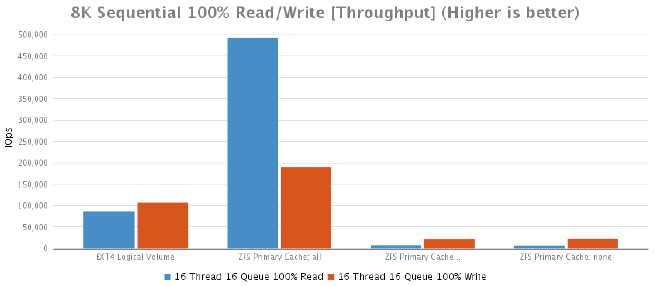 8K Sequential 100% Read/Write [Throughput] (Higher is better)
500,000
450,000
400,000
350,000
300,000
250,000
200,000
150,000
100,000
50,000
0
IOps
EXT4 Logical Volume
ZFS Primary Cache: all
ZFS Primary Cache...
ZFS Primary Cache: none
16 Thread 16 Queue 100% Read
16 Thread 16 Queue 100% Write